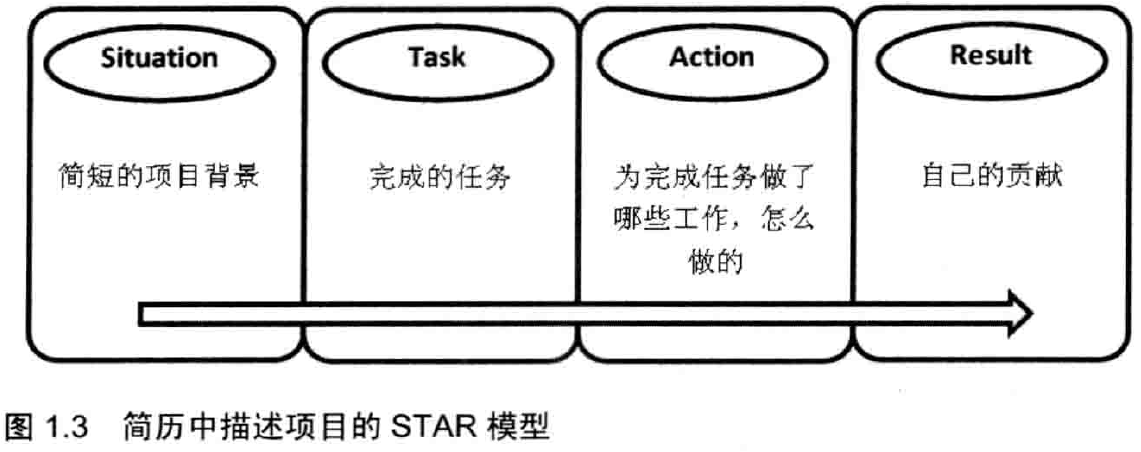 Situation
简短的项目背景
Task
完成的任务
Action
为完成任务做了
哪些工作，怎么
做的
Result
自己的贡献
图 1.3 简历中描述项目的 STAR 模型